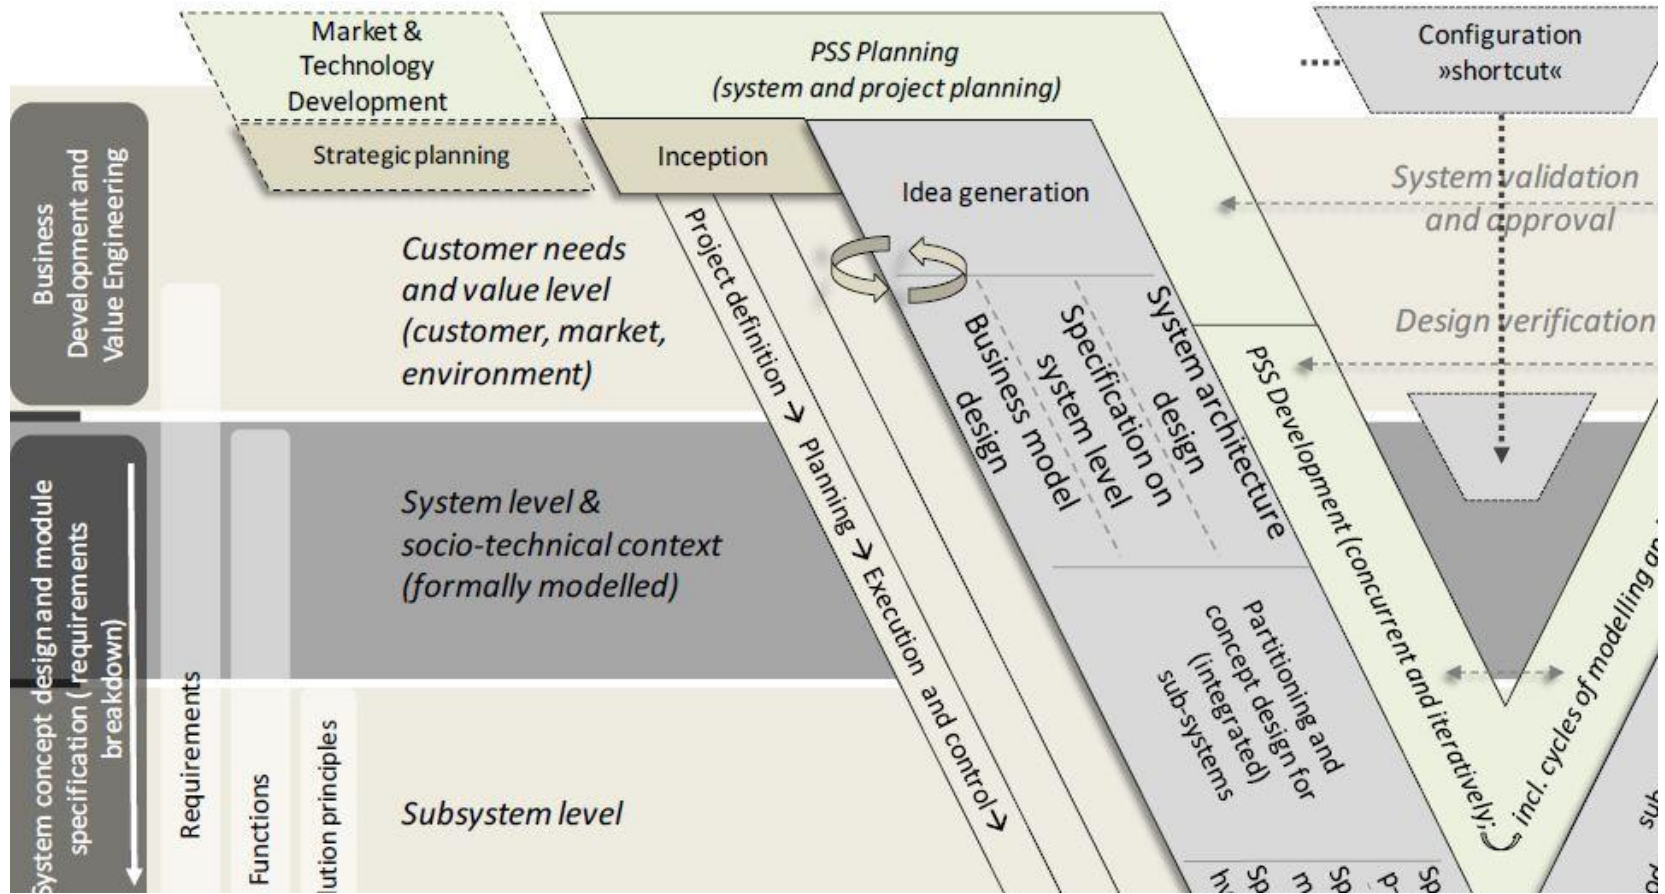 Market &
Technology
Development
Strategic planning
PSS Planning
(system and project planning)
Inception
Idea generation
Configuration
»shortcut«
System validation
and approval
Design verification
Business
Development and
Value Engineering
Customer needs
and value level
(customer, market,
environment)
Project definition → Planning → Execution and control →
Business model
design
Specification on
system level
System architecture
design
PSS Development (concurrent and iteratively;
incl. cycles of modelling
System concept design and module
specification ( requirements
breakdown)
System level &
socio-technical context
(formally modelled)
Partitioning and
concept design for
(integrated)
sub-systems
Requirements
Functions
lution principles
Subsystem level